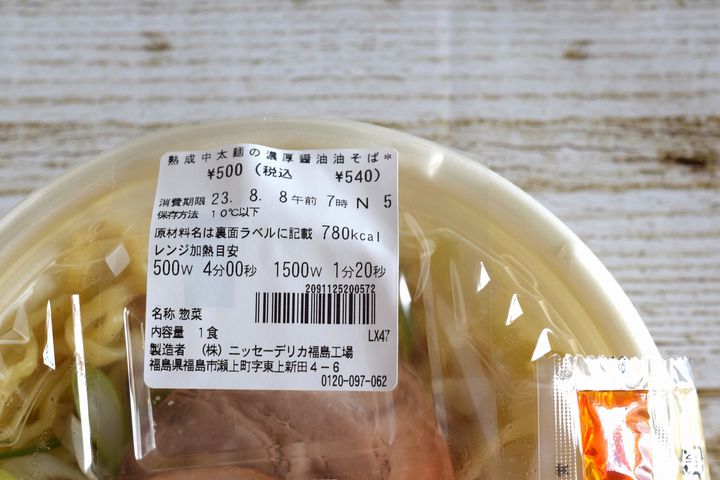 熟成中太麺の濃厚醤油油そば*
¥500 (税込 ¥540)
消費期限 23. 8. 8午前 7時 N 5
保存方法 10℃以下
原材料名は裏面ラベルに記載 780kcal
レンジ加熱目安
500W 4分00秒 1500W 1分20秒
2091125200572
名称 惣菜
内容量 1食 LX47
製造者 (株)ニッセーデリカ福島工場
福島県福島市瀬上町字東上新田4-6
0120-097-062